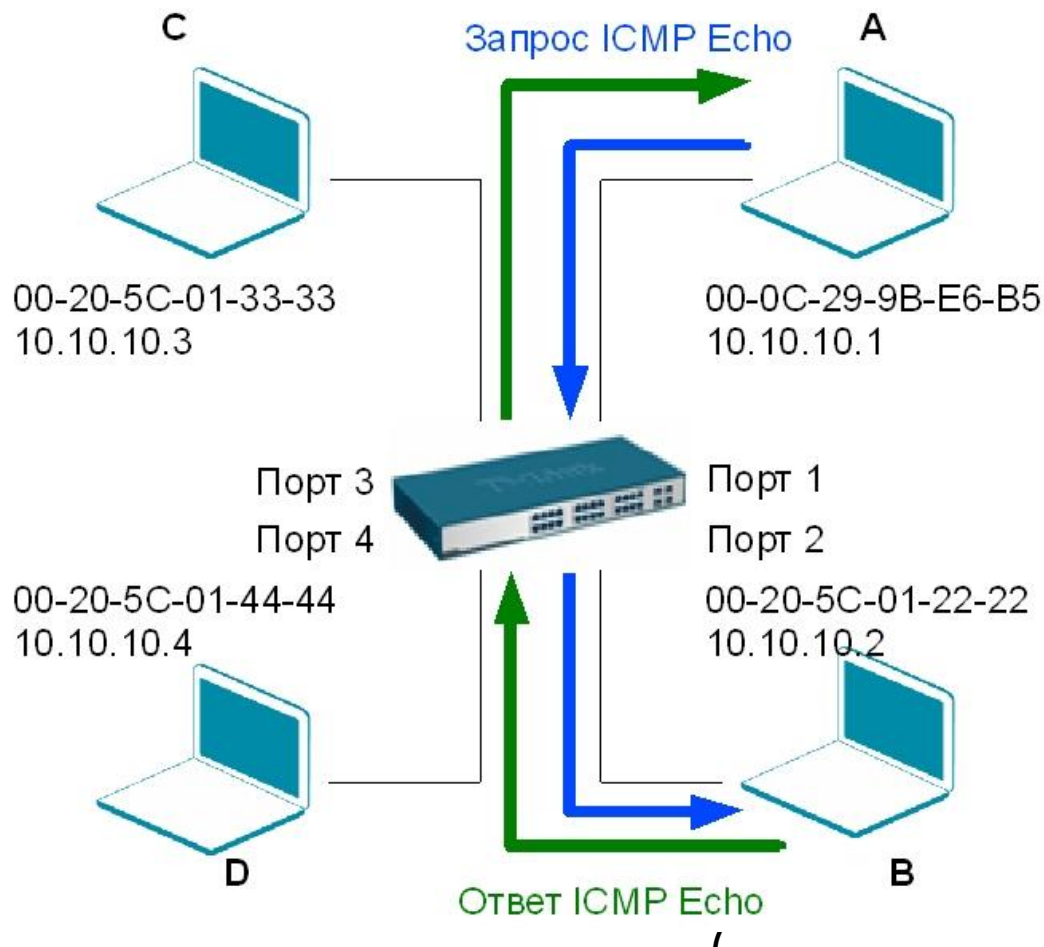 C
Запрос ICMP Echo
A
00-20-5C-01-33-33
10.10.10.3
00-0C-29-9B-E6-B5
10.10.10.1
Порт 3
Порт 1
Порт 4
Порт 2
00-20-5C-01-44-44
10.10.10.4
00-20-5C-01-22-22
10.10.10.2
D
B
Ответ ICMP Echo